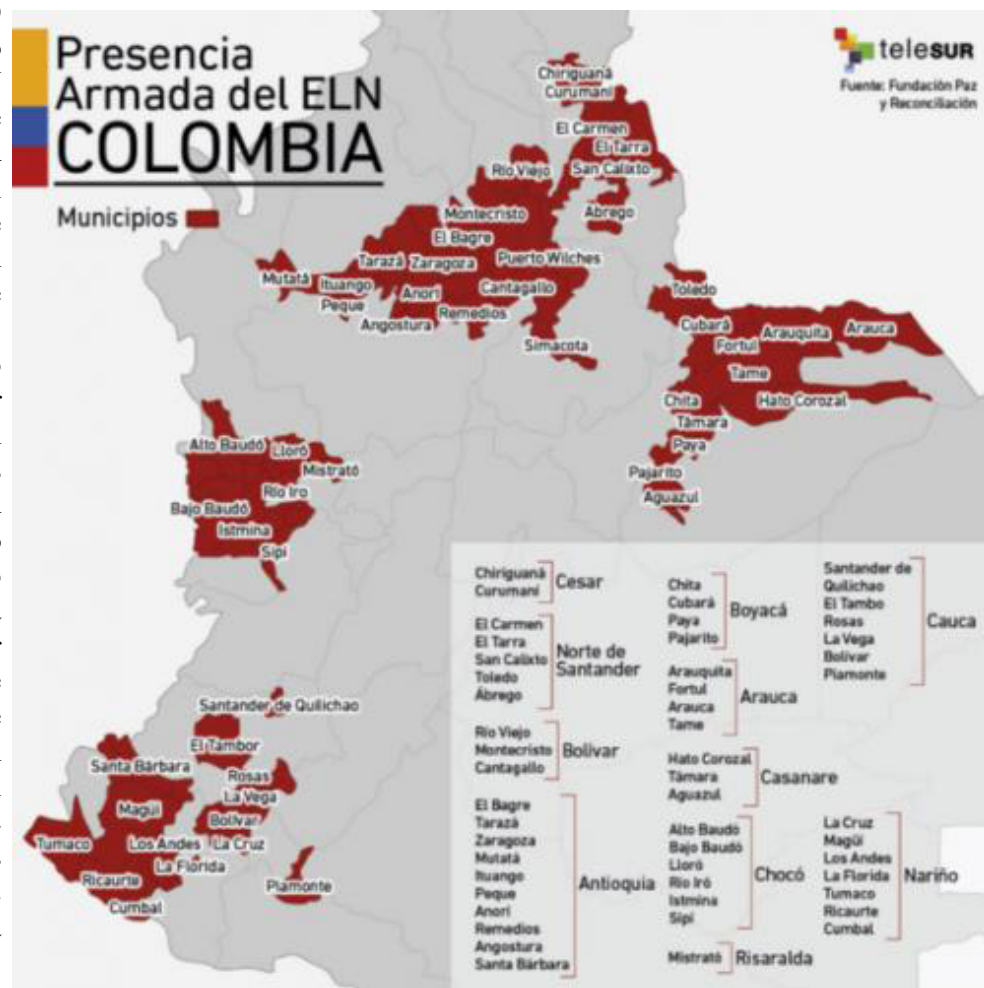 Presencia
Armada del ELN
COLOMBIA
Municipios
teleSUR
Fuente: Fundación Paz
y Reconciliación
Chiriguaná
Curumaní
El Carmen
El Tarra
San Calixto
Río Viejo
Ábrego
Montecristo
El Bagre
Tarazá
Zaragoza
Puerto Wilches
Mutatá
Ituango
Anorí
Cantagallo
Peque
Remedios
Angostura
Simacota
Toledo
Cubará
Arauquita
Arauca
Fortul
Tame
Chita
Hato Corozal
Támara
Paya
Pajarito
Aguazul
Alto Baudó
Lloró
Mistrató
Río Iro
Bajo Baudó
Istmina
Sipí
Santander de Quilichao
El Tambor
Santa Bárbara
Rosas
La Vega
Magüi
Bolívar
Tumaco
Los Andes
La Cruz
La Florida
Ricaurte
Piamonte
Cumbal
Chiriguaná
Curumaní
Cesar
El Carmen
El Tarra
San Calixto
Toledo
Ábrego
Norte de
Santander
Río Viejo
Montecristo
Cantagallo
Bolívar
El Bagre
Tarazá
Zaragoza
Mutatá
Ituango
Peque
Anorí
Remedios
Angostura
Santa Bárbara
Antioquia
Chita
Cubará
Paya
Pajarito
Boyacá
Arauquita
Fortul
Arauca
Tame
Arauca
Hato Corozal
Támara
Aguazul
Casanare
Alto Baudó
Bajo Baudó
Lloró
Río Iró
Istmina
Sipí
Chocó
Mistrató
Risaralda
Santander de
Quilichao
El Tambo
Rosas
La Vega
Bolívar
Piamonte
Cauca
La Cruz
Magüi
Los Andes
La Florida
Tumaco
Ricaurte
Cumbal
Nariño